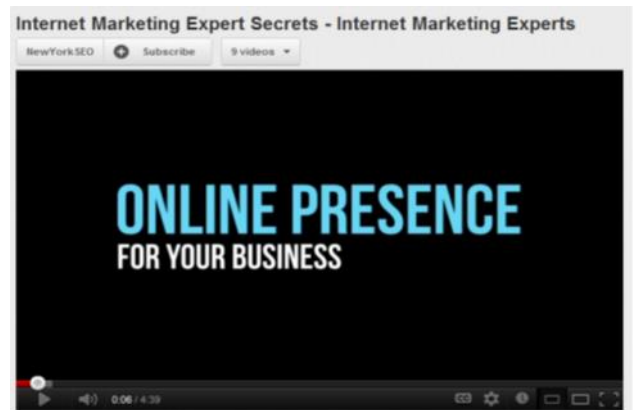 Internet Marketing Expert Secrets - Internet Marketing Experts
NewYorkSEO Subscribe 9 videos
ONLINE PRESENCE
FOR YOUR BUSINESS
0:06 / 4:39 CC